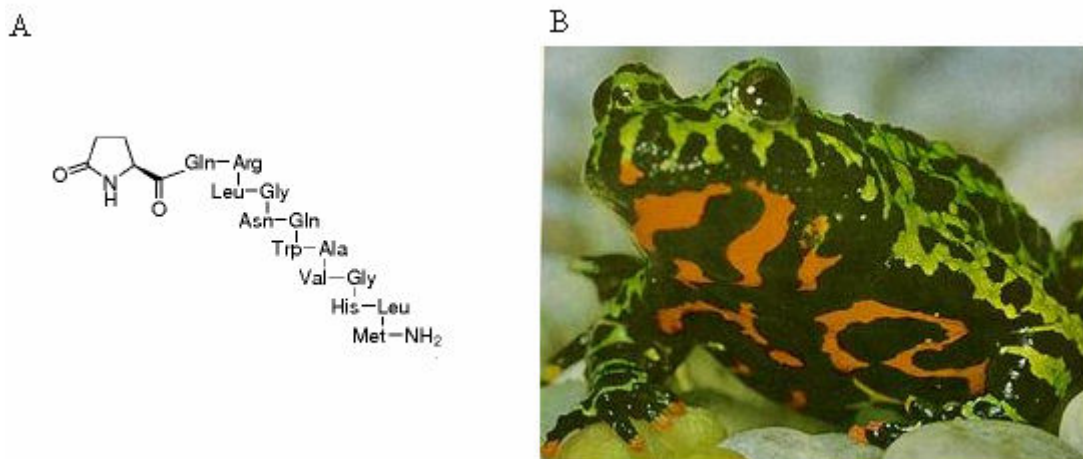 A
B
O
N
H
O
Gln–Arg
Leu–Gly
Asn–Gln
Trp–Ala
Val–Gly
His–Leu
Met–NH₂